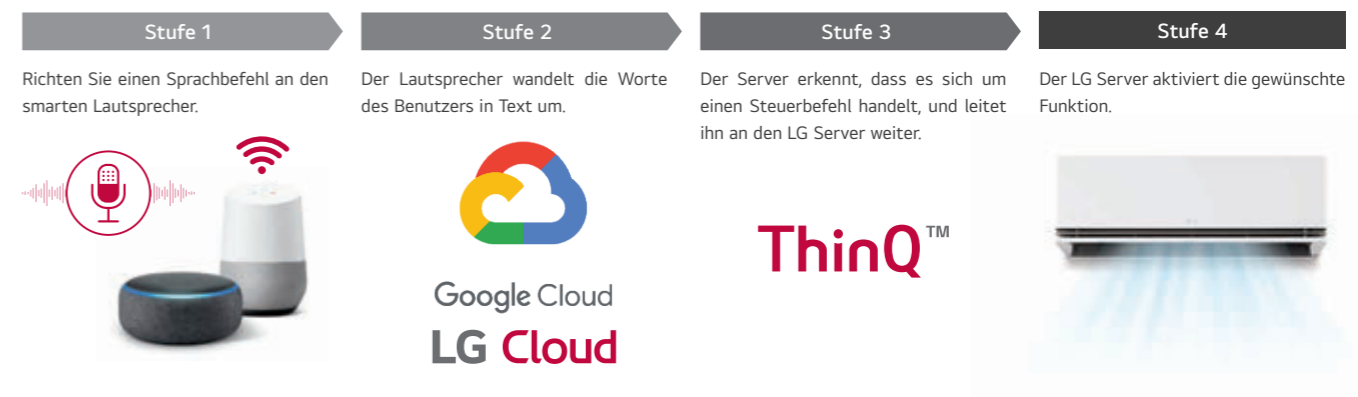 Stufe 1
Richten Sie einen Sprachbefehl an den
smarten Lautsprecher.
Stufe 2
Der Lautsprecher wandelt die Worte
des Benutzers in Text um.
Google Cloud
LG Cloud
Stufe 3
Der Server erkennt, dass es sich um
einen Steuerbefehl handelt, und leitet
ihn an den LG Server weiter.
ThinQ™
Stufe 4
Der LG Server aktiviert die gewünschte
Funktion.